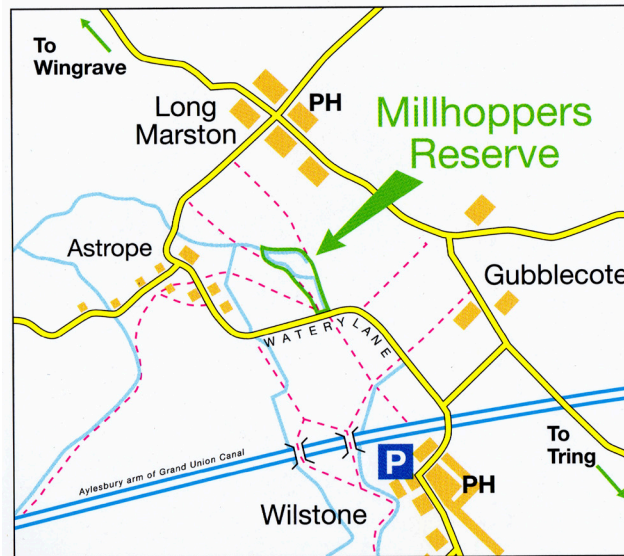 To
Wingrave
Long
Marston
PH
Millhoppers
Reserve
Astrope
Gubblecote
WATERY LANE
Aylesbury arm of Grand Union Canal
To
Tring
P
PH
Wilstone